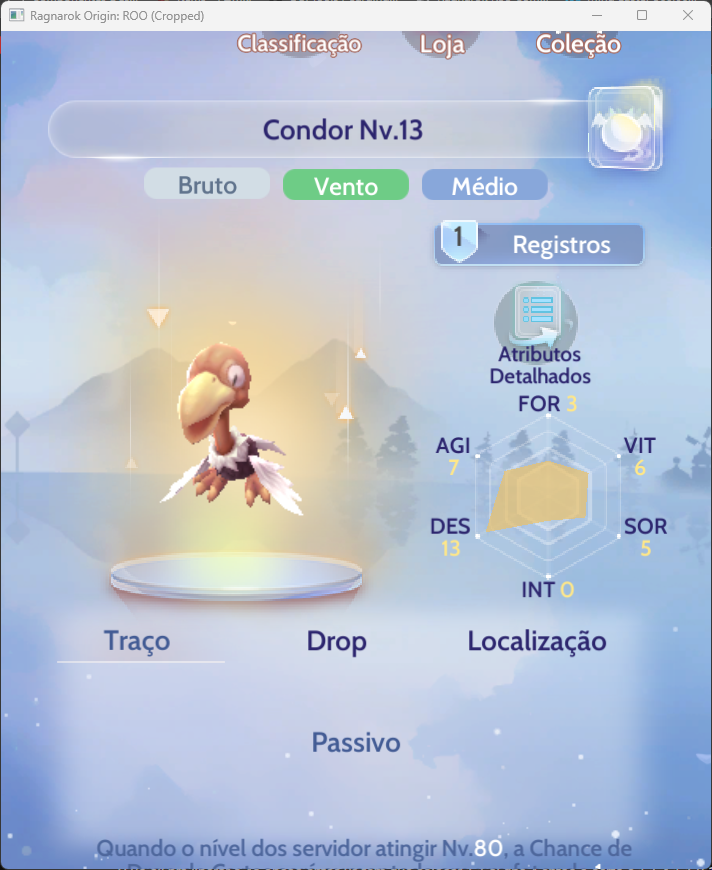 Ragnarok Origin: ROO (Cropped)
Classificação
Loja
Coleção
Condor Nv.13
Bruto
Vento
Médio
1
Registros
Atributos
Detalhados
FOR 3
AGI
7
VIT
6
DES
13
SOR
5
INT 0
Traço
Drop
Localização
Passivo
Quando o nível dos servidor atingir Nv.80, a Chance de